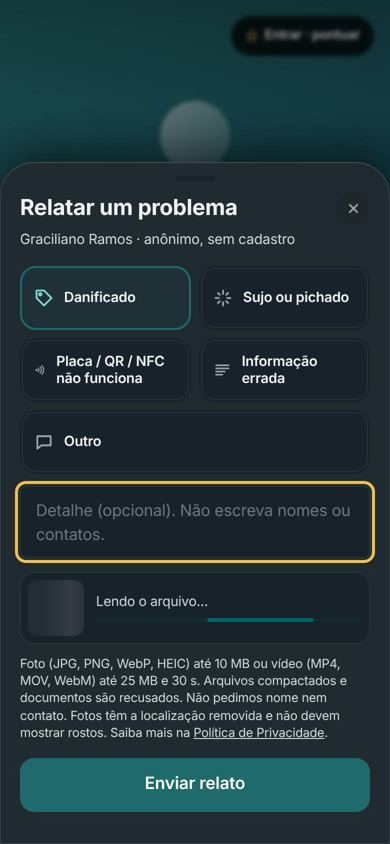 Entrar · pontuar
Relatar um problema
Graciliano Ramos · anônimo, sem cadastro
Danificado
Sujo ou pichado
Placa / QR / NFC
não funciona
Informação
errada
Outro
Detalhe (opcional). Não escreva nomes ou
contatos.
Lendo o arquivo...
Foto (JPG, PNG, WebP, HEIC) até 10 MB ou vídeo (MP4,
MOV, WebM) até 25 MB e 30 s. Arquivos compactados e
documentos são recusados. Não pedimos nome nem
contato. Fotos têm a localização removida e não devem
mostrar rostos. Saiba mais na Política de Privacidade.
Enviar relato